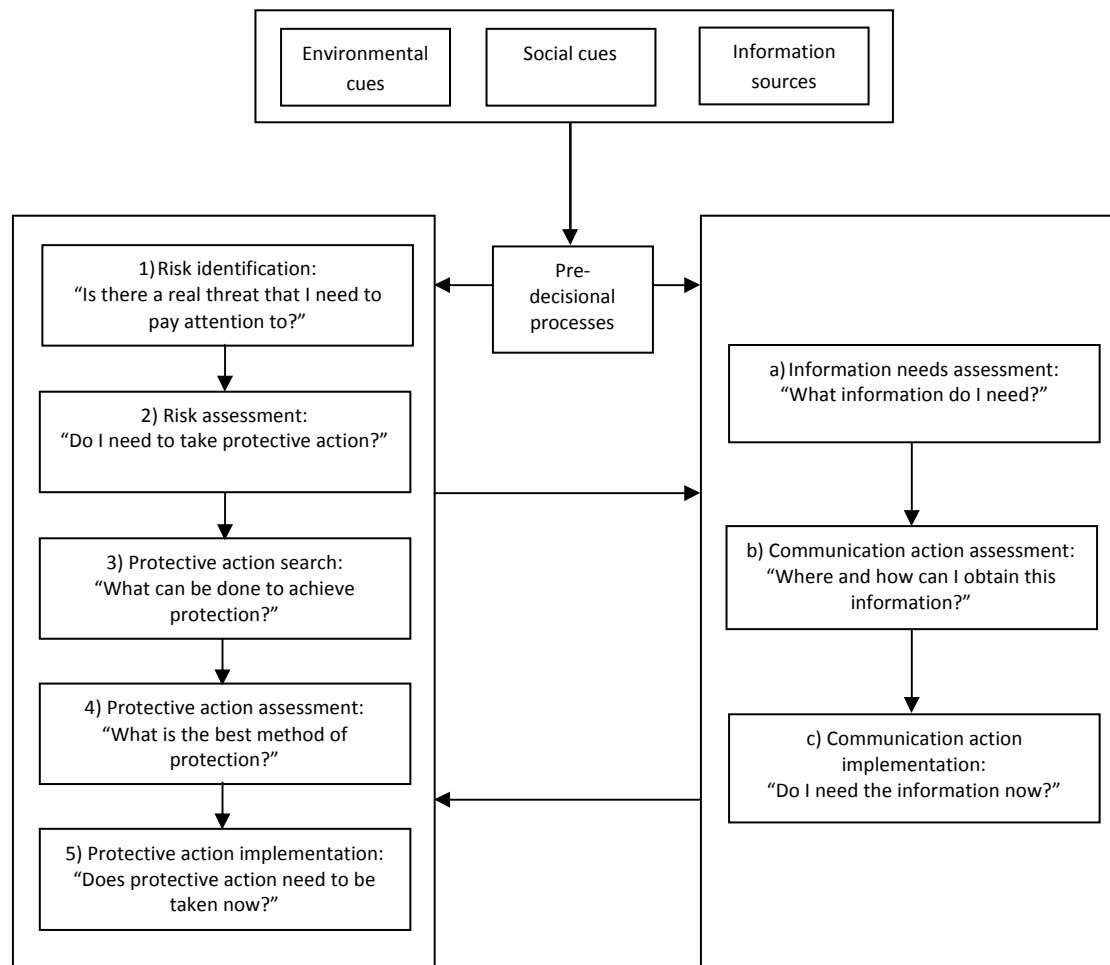 Environmental
cues
Social cues
Information
sources
Pre-
decisional
processes
1) Risk identification:
“Is there a real threat that I need to
pay attention to?”
2) Risk assessment:
“Do I need to take protective action?”
3) Protective action search:
“What can be done to achieve
protection?”
4) Protective action assessment:
“What is the best method of
protection?”
5) Protective action implementation:
“Does protective action need to be
taken now?”
a) Information needs assessment:
“What information do I need?”
b) Communication action assessment:
“Where and how can I obtain this
information?”
c) Communication action
implementation:
“Do I need the information now?”